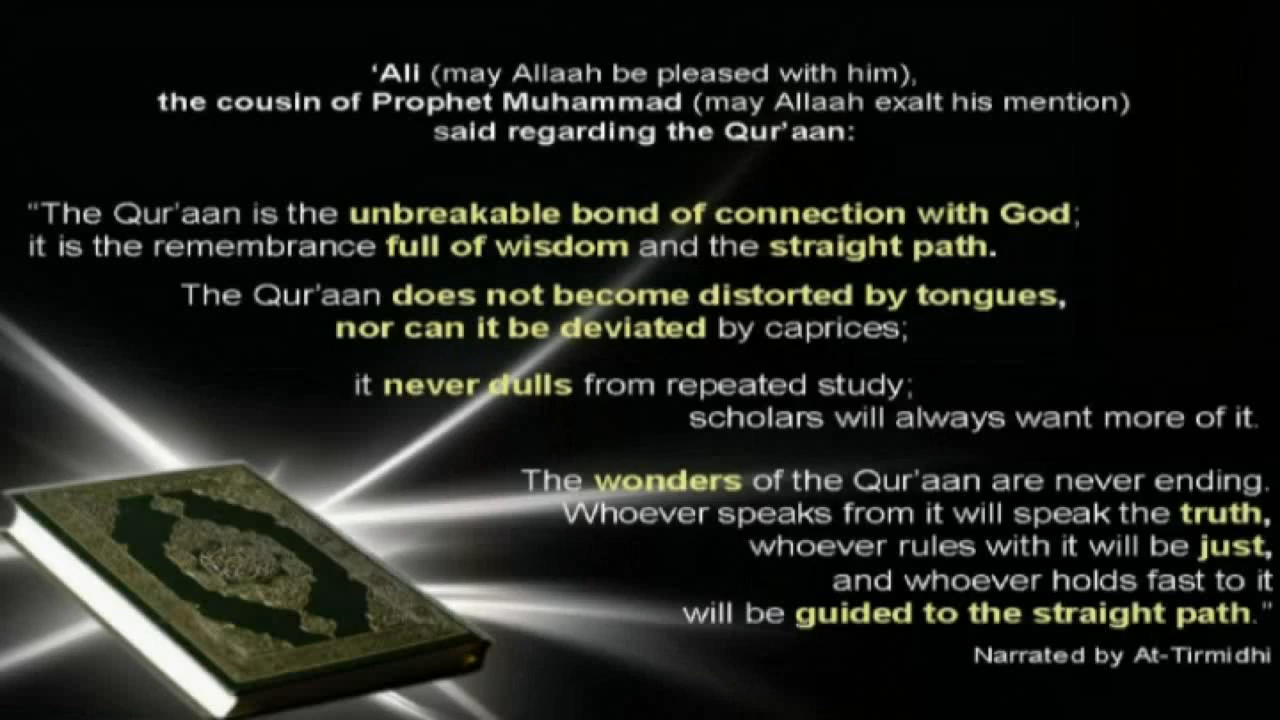 ‘Ali (may Allaah be pleased with him),
the cousin of Prophet Muhammad (may Allaah exalt his mention)
said regarding the Qur’aan:
“The Qur’aan is the unbreakable bond of connection with God;
it is the remembrance full of wisdom and the straight path.
The Qur’aan does not become distorted by tongues,
nor can it be deviated by caprices;
it never dulls from repeated study;
scholars will always want more of it.
The wonders of the Qur’aan are never ending.
Whoever speaks from it will speak the truth,
whoever rules with it will be just,
and whoever holds fast to it
will be guided to the straight path.”
Narrated by At-Tirmidhi